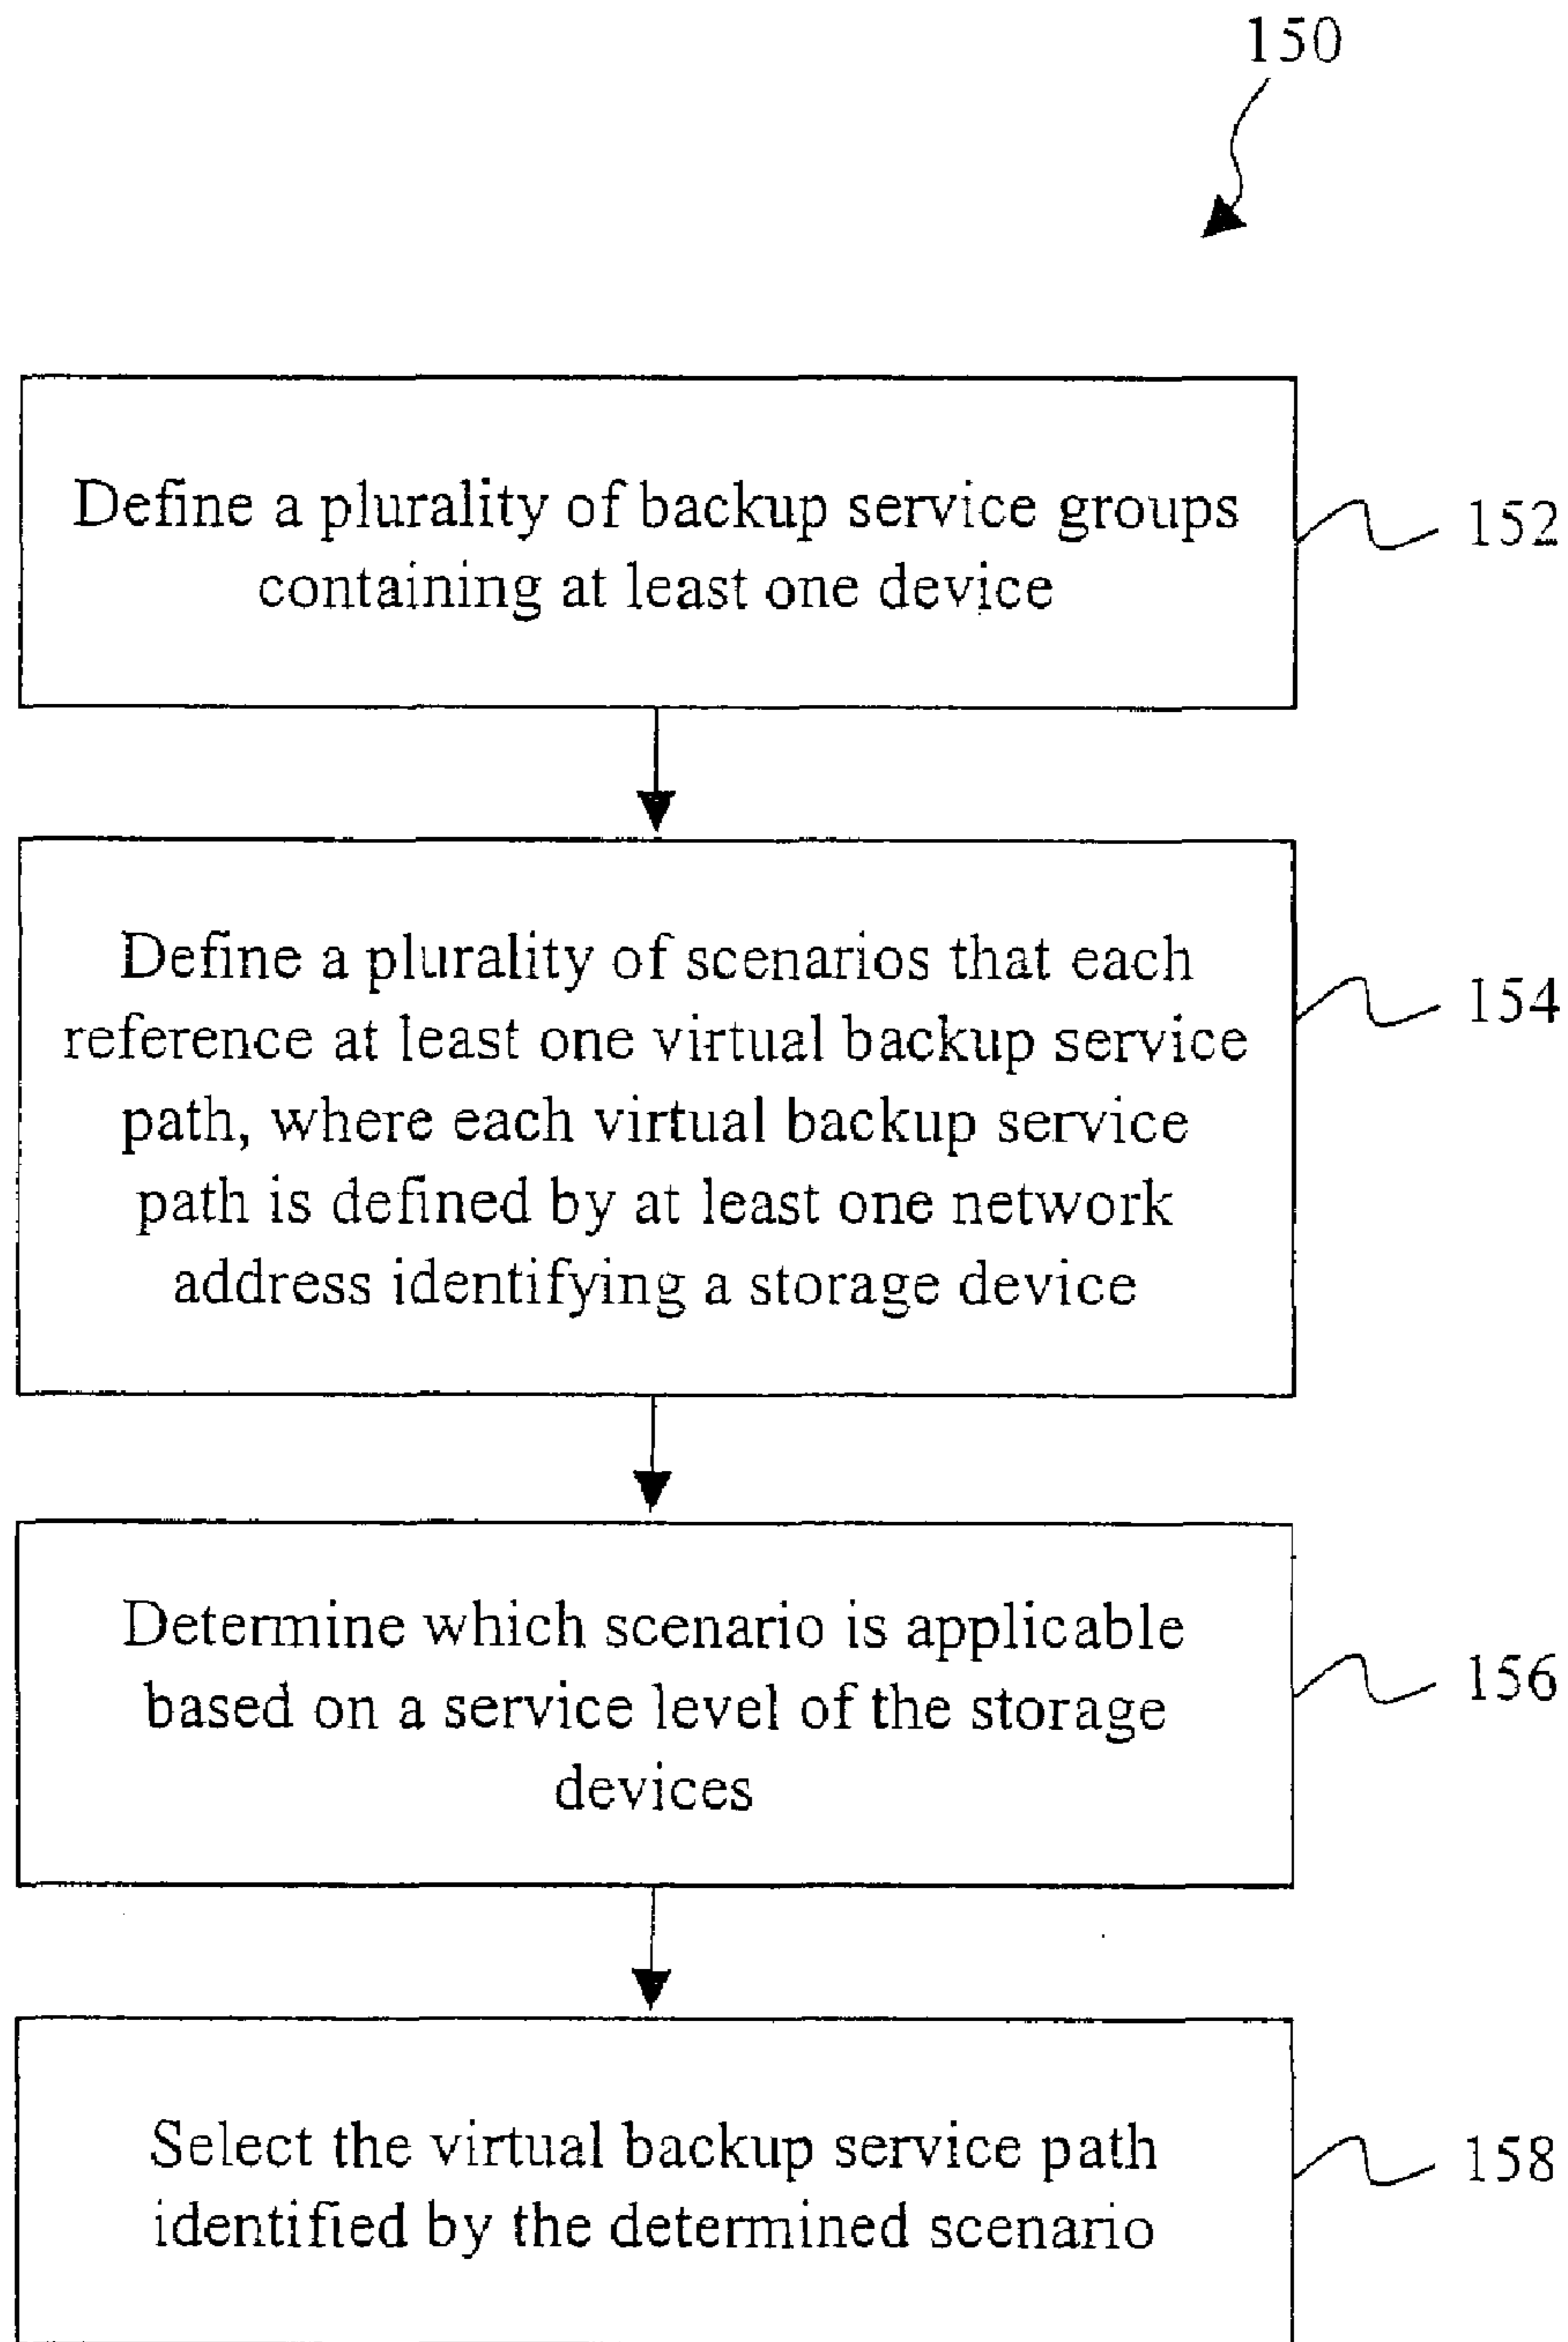 150
Define a plurality of backup service groups
containing at least one device
152
Define a plurality of scenarios that each
reference at least one virtual backup service
path, where each virtual backup service
path is defined by at least one network
address identifying a storage device
154
Determine which scenario is applicable
based on a service level of the storage
devices
156
Select the virtual backup service path
identified by the determined scenario
158